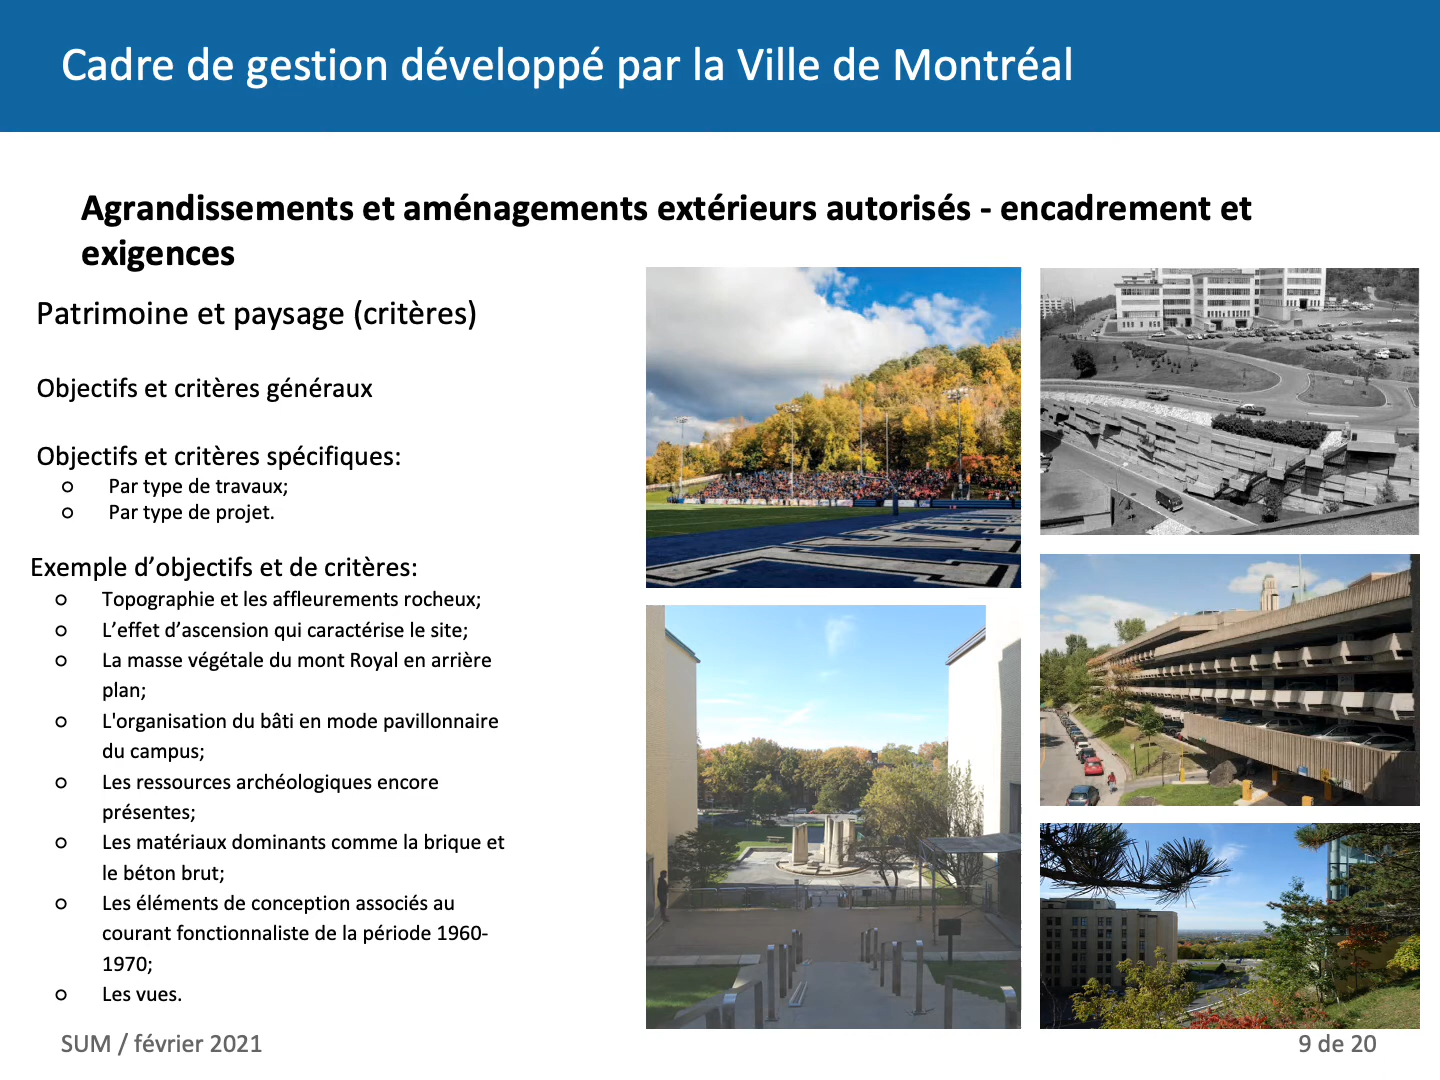 Cadre de gestion développé par la Ville de Montréal
Agrandissements et aménagements extérieurs autorisés - encadrement et
exigences
Patrimoine et paysage (critères)
Objectifs et critères généraux
Objectifs et critères spécifiques:
Par type de travaux;
Par type de projet.
Exemple d’objectifs et de critères:
Topographie et les affleurements rocheux;
L’effet d’ascension qui caractérise le site;
La masse végétale du mont Royal en arrière
plan;
L'organisation du bâti en mode pavillonnaire
du campus;
Les ressources archéologiques encore
présentes;
Les matériaux dominants comme la brique et
le béton brut;
Les éléments de conception associés au
courant fonctionnaliste de la période 1960-
1970;
Les vues.
SUM / février 2021
9 de 20